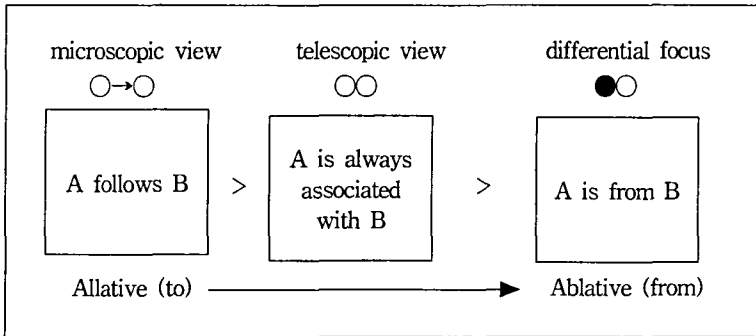 microscopic view telescopic view differential focus
○→○ ○○ ●○
A follows B > A is always associated with B > A is from B
Allative (to) → Ablative (from)